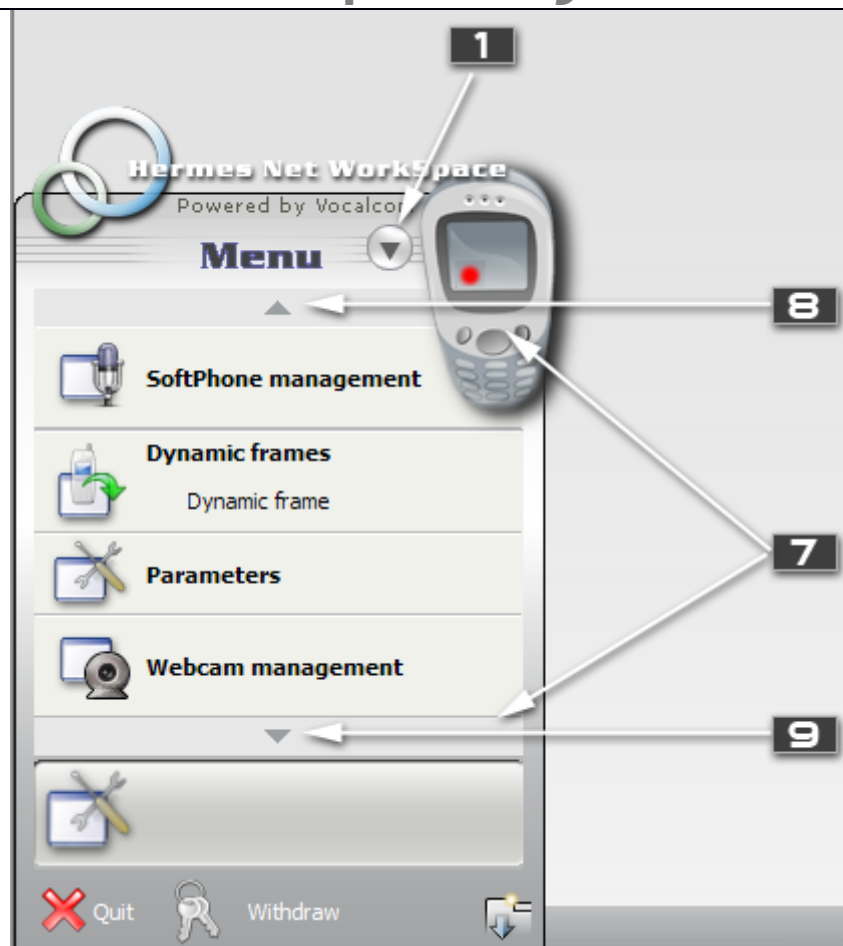 1
Hermes Net WorkSpace
Powered by Vocalcom
Menu
8
SoftPhone management
Dynamic frames
Dynamic frame
7
Parameters
Webcam management
9
Quit
Withdraw